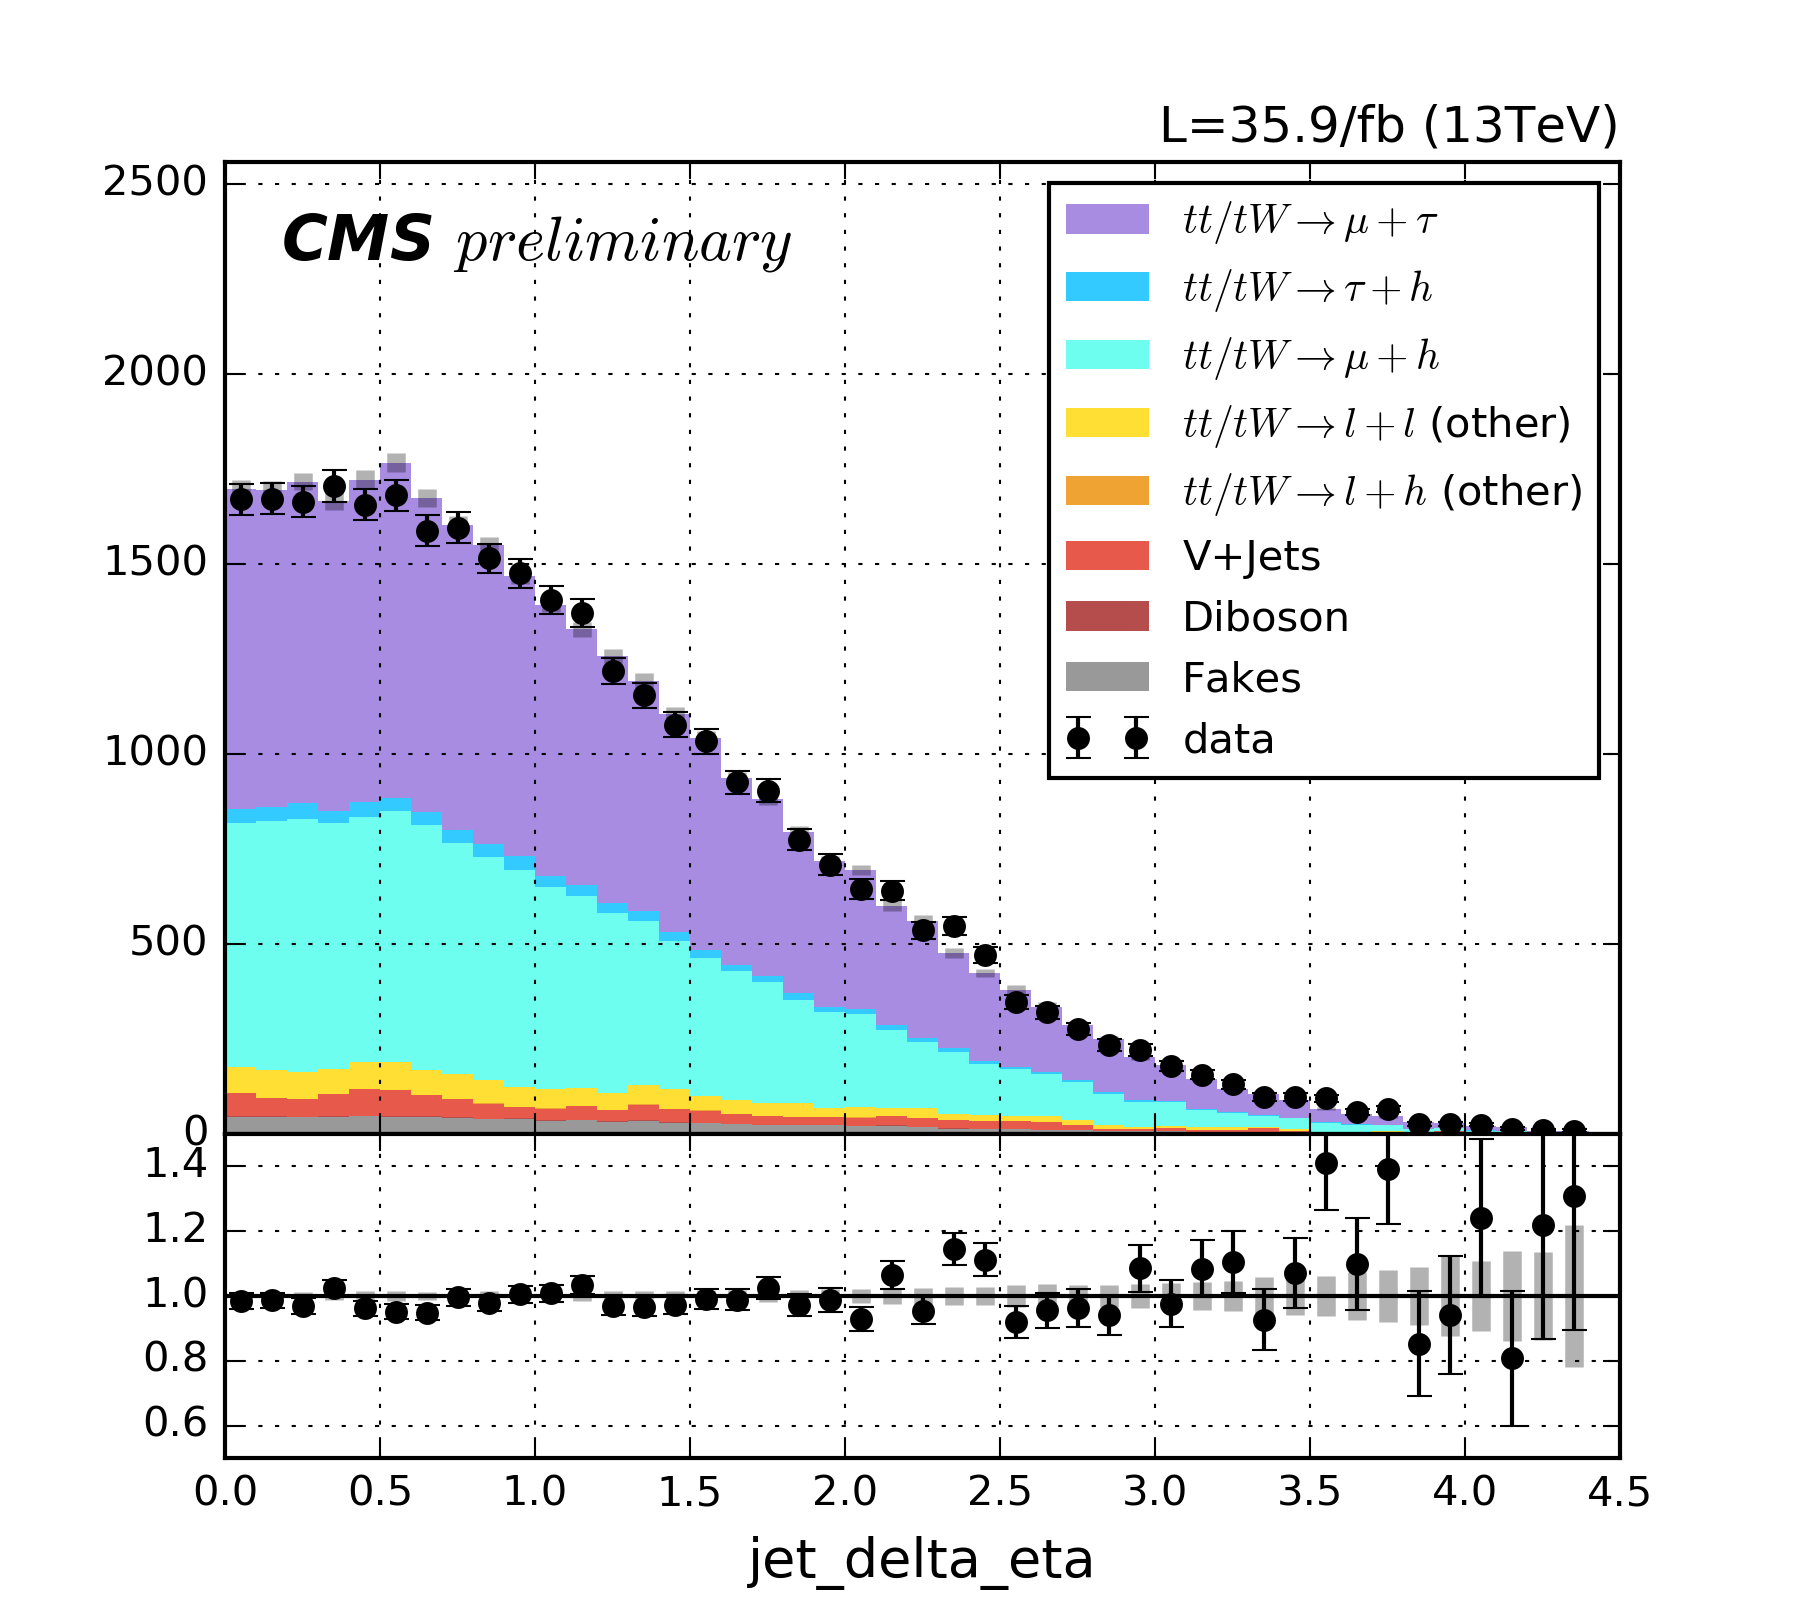 L=35.9/fb (13TeV)
CMS preliminary
2500
2000
1500
1000
500
0
tt/tW→μ+τ
tt/tW→τ+h
tt/tW→μ+h
tt/tW→l+l (other)
tt/tW→l+h (other)
V+Jets
Diboson
Fakes
data
1.4
1.2
1.0
0.8
0.6
0.0 0.5 1.0 1.5 2.0 2.5 3.0 3.5 4.0 4.5
jet_delta_eta